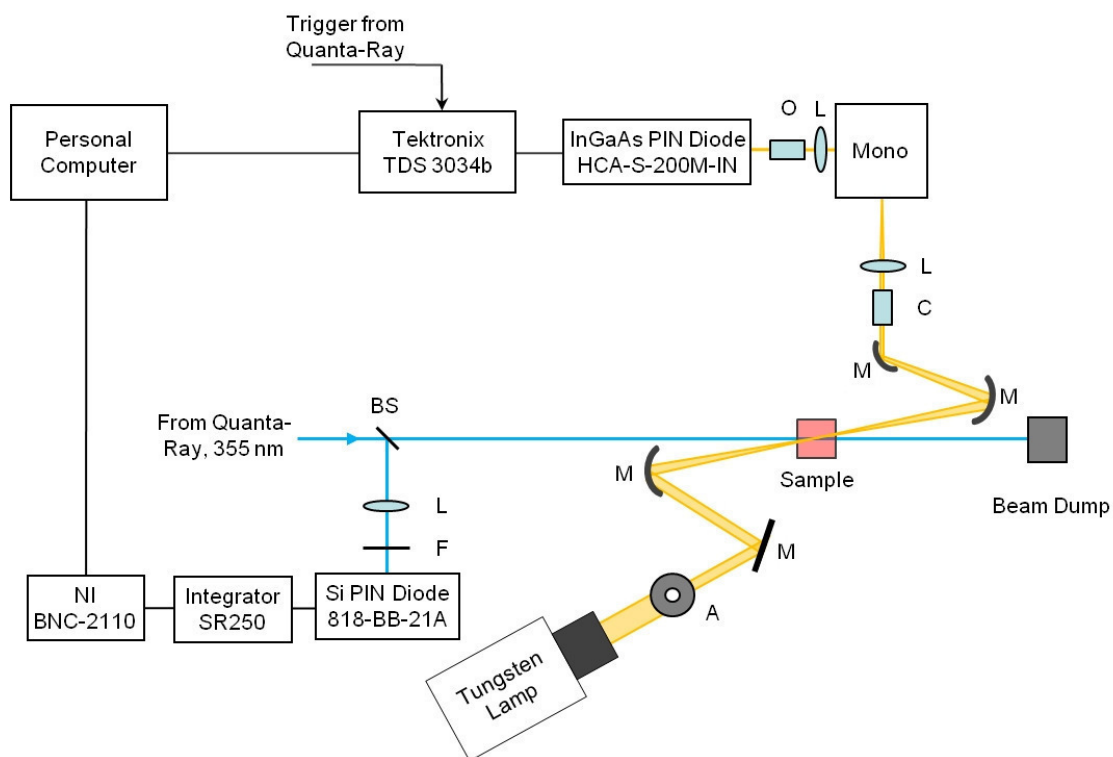 Trigger from
Quanta-Ray
Personal
Computer
Tektronix
TDS 3034b
InGaAs PIN Diode
HCA-S-200M-IN
O
L
Mono
L
C
M
M
BS
From Quanta-
Ray, 355 nm
Sample
M
Beam Dump
L
F
M
NI
BNC-2110
Integrator
SR250
Si PIN Diode
818-BB-21A
A
Tungsten
Lamp